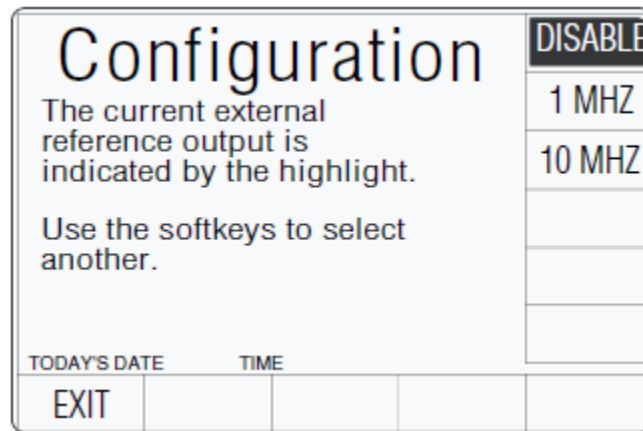 Configuration
The current external
reference output is
indicated by the highlight.
Use the softkeys to select
another.
DISABLE
1 MHZ
10 MHZ
TODAY'S DATE TIME
EXIT